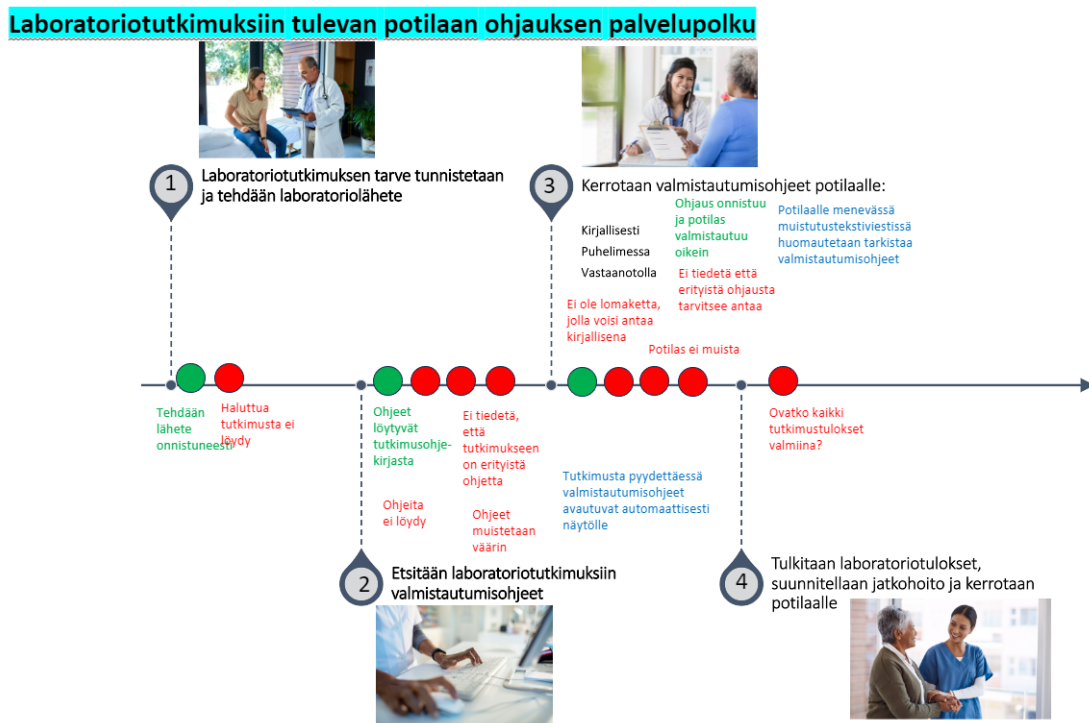 Laboratoriotutkimuksiin tulevan potilaan ohjauksen palvelupolku
1
Laboratoriotutkimuksen tarve tunnistetaan
ja tehdään laboratoriolähete
3
Kerrotaan valmistautumisohjeet potilaalle:
Kirjallisesti
Puhelimessa
Vastaanotolla
Ohjaus onnistuu
ja potilas
valmistautuu
oikein
Potilaalle menevässä
muistutustekstiviestissä
huomautetaan tarkistaa
valmistautumisohjeet
Ei tiedetä että
erityistä ohjausta
tarvitsee antaa
Ei ole lomaketta,
jolla voisi antaa
kirjallisena
Potilas ei muista
Tehdään
lähete
onnistuneesti
Haluttua
tutkimusta ei
löydy
Ohjeet
löytyvät
tutkimusohje-
kirjasta
Ei tiedetä,
että
tutkimukseen
on erityistä
ohjetta
Ohjeita
ei löydy
Ohjeet
muistetaan
väärin
Tutkimusta pyydettäessä
valmistautumisohjeet
avautuvat automaattisesti
näytölle
Ovatko kaikki
tutkimustulokset
valmiina?
2
Etsitään laboratoriotutkimuksiin
valmistautumisohjeet
4
Tulkitaan laboratoriotulokset,
suunnitellaan jatkohoito ja kerrotaan
potilaalle